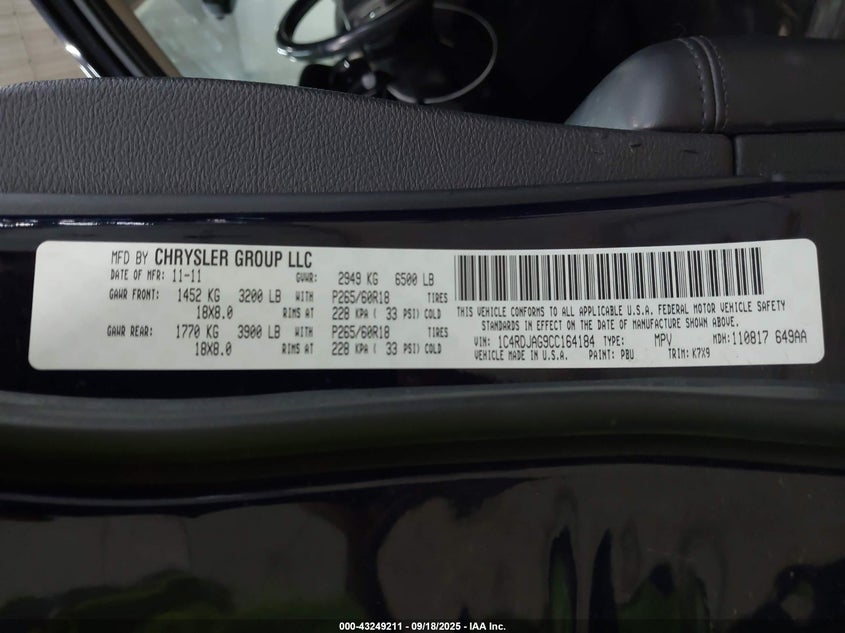 MFD BY CHRYSLER GROUP LLC
DATE OF MFR: 11-11 GVWR: 2949 KG 6500 LB
GAWR FRONT: 1452 KG 3200 LB WITH P265/60R18 TIRES
18X8.0 RIMS AT 228 KPA ( 33 PSI) COLD
GAWR REAR: 1770 KG 3900 LB WITH P265/60R18 TIRES
18X8.0 RIMS AT 228 KPA ( 33 PSI) COLD
THIS VEHICLE CONFORMS TO ALL APPLICABLE U.S.A. FEDERAL MOTOR VEHICLE SAFETY
STANDARDS IN EFFECT ON THE DATE OF MANUFACTURE SHOWN ABOVE.
VIN: 1C4RDJAG9CC164184 TYPE: MPV MDH: 110817 649AA
VEHICLE MADE IN U.S.A. PAINT: PBU TRIM: K7X9
000-43249211 - 09/18/2025 - IAA Inc.